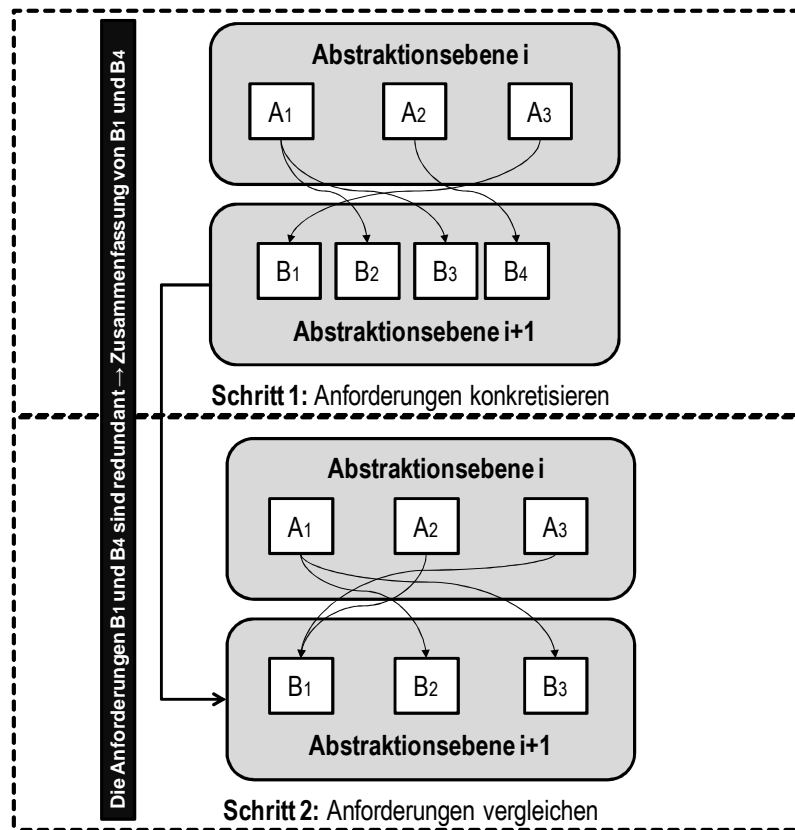 Die Anforderungen B1 und B4 sind redundant → Zusammenfassung von B1 und B4
Abstraktionsebene i
A1 A2 A3
B1 B2 B3 B4
Abstraktionsebene i+1
Schritt 1: Anforderungen konkretisieren
Abstraktionsebene i
A1 A2 A3
B1 B2 B3
Abstraktionsebene i+1
Schritt 2: Anforderungen vergleichen